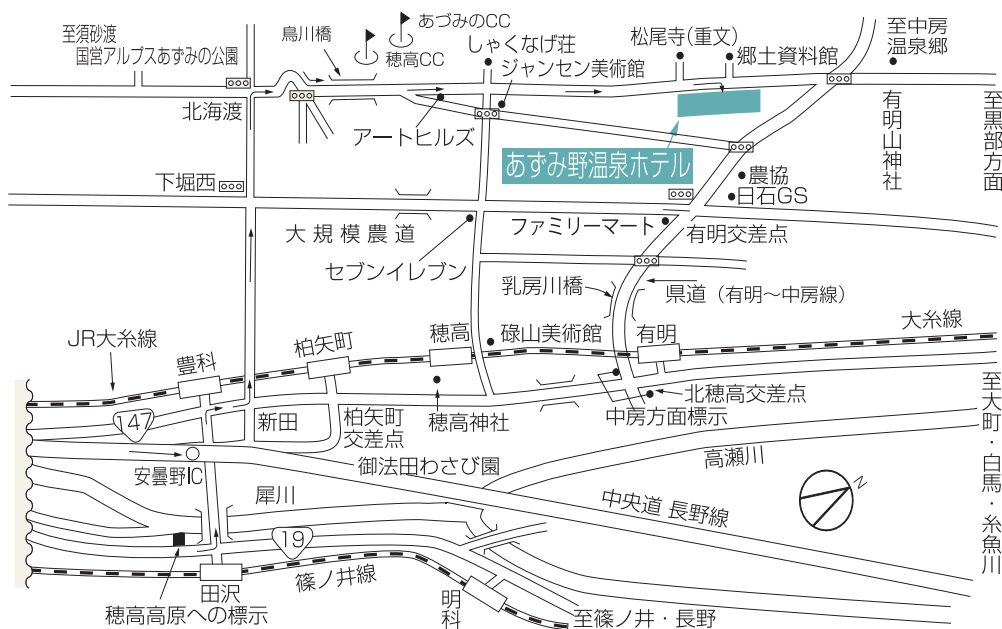 至須砂渡
国営アルプスあずみの公園
烏川橋
あづみのCC
穂高CC
しゃくなげ荘
ジャンセン美術館
松尾寺(重文)
郷土資料館
至中房
温泉郷
北海渡
アートヒルズ
有明山神社
至黒部方面
あずみ野温泉ホテル
下堀西
農協
日石GS
大規模農道
ファミリーマート
有明交差点
セブンイレブン
乳房川橋
県道（有明〜中房線）
JR大糸線
豊科
柏矢町
穂高
碌山美術館
有明
大糸線
147
新田
柏矢町
交差点
穂高神社
北穂高交差点
中房方面標示
至大町・白馬・糸魚川
安曇野IC
御法田わさび園
高瀬川
犀川
中央道 長野線
N
19
篠ノ井線
田沢
穂高高原への標示
明科
至篠ノ井・長野